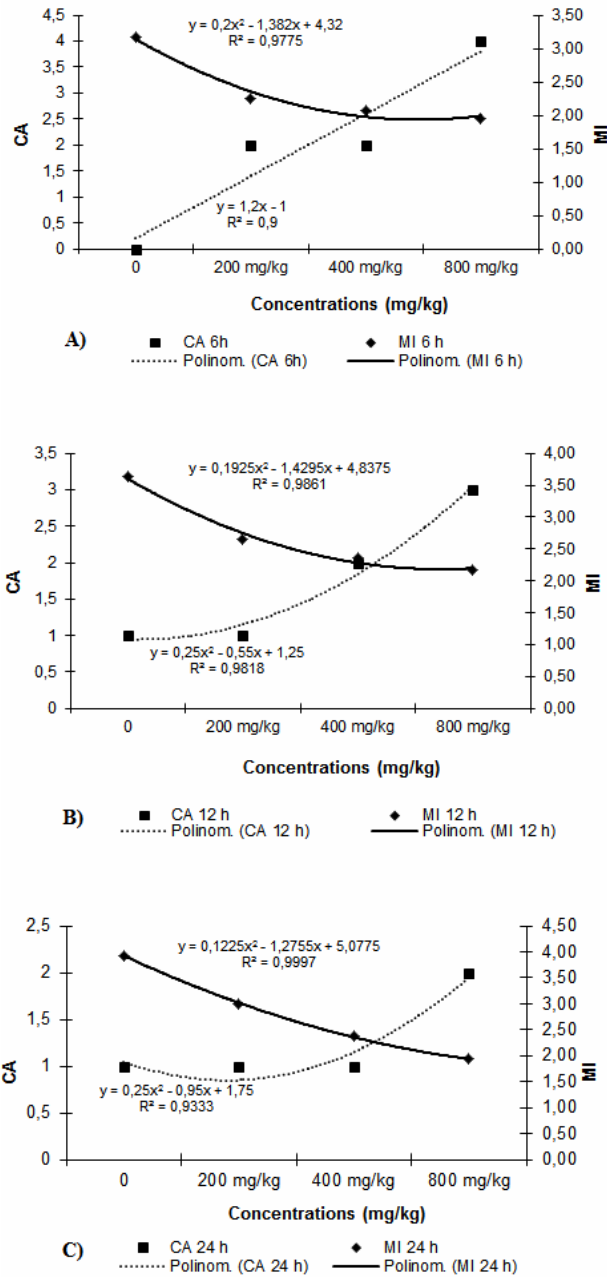 y = 0,2x² - 1,382x + 4,32
R² = 0,9775
4,5
4
3,5
3
2,5
2
1,5
1
0,5
0
CA
3,50
3,00
2,50
2,00
1,50
1,00
0,50
0,00
MI
y = 1,2x - 1
R² = 0,9
0 200 mg/kg 400 mg/kg 800 mg/kg
Concentrations (mg/kg)
A) CA 6h MI 6 h
Polinom. (CA 6h) Polinom. (MI 6 h)
y = 0,1925x² - 1,4295x + 4,8375
R² = 0,9861
3,5
3
2,5
2
1,5
1
0,5
0
CA
4,00
3,50
3,00
2,50
2,00
1,50
1,00
0,50
0,00
MI
y = 0,25x² - 0,55x + 1,25
R² = 0,9818
0 200 mg/kg 400 mg/kg 800 mg/kg
Concentrations (mg/kg)
B) CA 12 h MI 12 h
Polinom. (CA 12 h) Polinom. (MI 12 h)
y = 0,1225x² - 1,2755x + 5,0775
R² = 0,9997
2,5
2
1,5
1
0,5
0
CA
4,50
4,00
3,50
3,00
2,50
2,00
1,50
1,00
0,50
0,00
MI
y = 0,25x² - 0,95x + 1,75
R² = 0,9333
0 200 mg/kg 400 mg/kg 800 mg/kg
Concentrations (mg/kg)
C) CA 24 h MI 24 h
Polinom. (CA 24 h) Polinom. (MI 24 h)